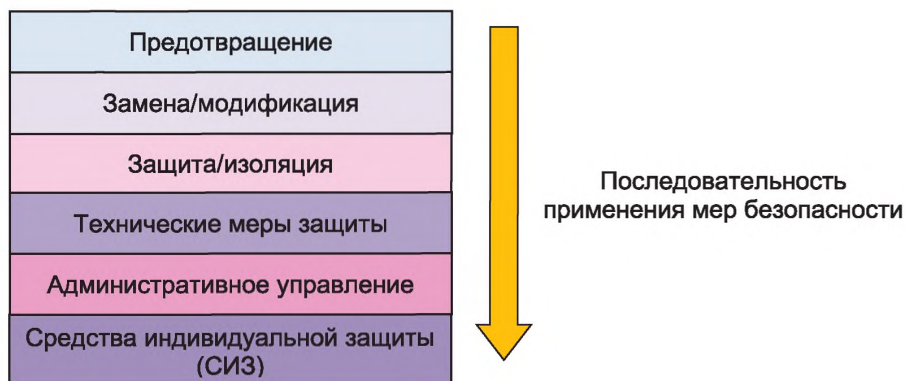 Предотвращение
Замена/модификация
Защита/изоляция
Технические меры защиты
Административное управление
Средства индивидуальной защиты
(СИЗ)
Последовательность
применения мер безопасности